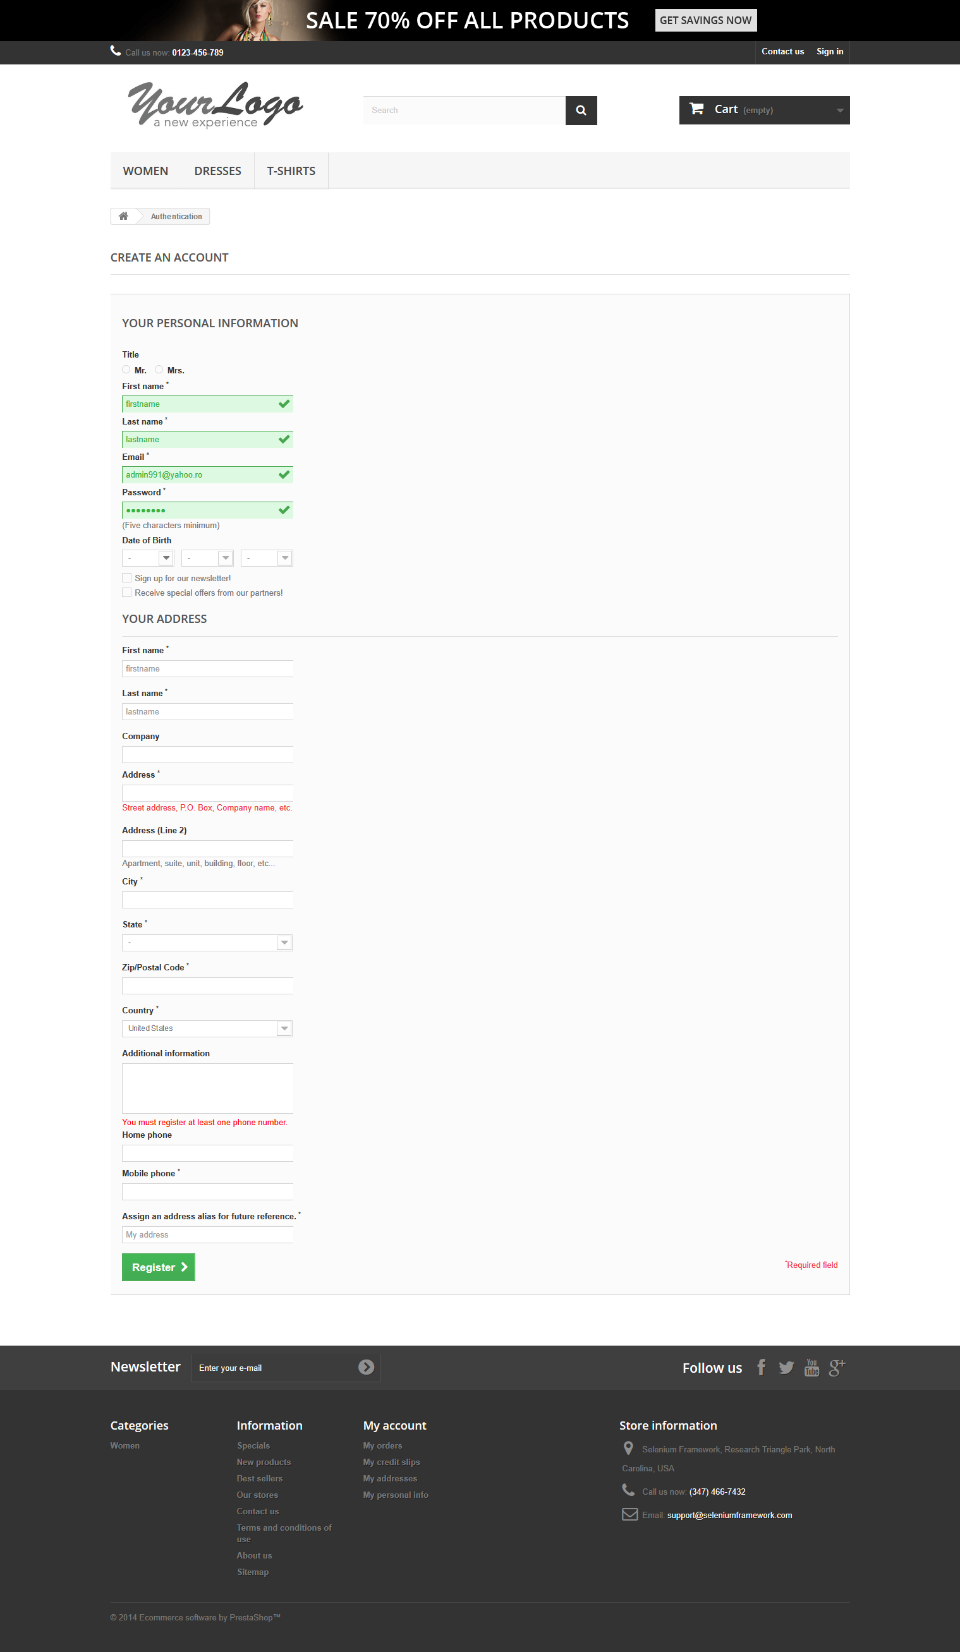 SALE 70% OFF ALL PRODUCTS GET SAVINGS NOW
Call us now: 0123-456-789 Contact us Sign in
YourLogo
a new experience
Search
Cart (empty)
WOMEN DRESSES T-SHIRTS
Authentication
CREATE AN ACCOUNT
YOUR PERSONAL INFORMATION
Title
Mr. Mrs.
First name *
firstname
Last name *
lastname
Email *
admin991@yahoo.ro
Password *
(Five characters minimum)
Date of Birth
- - -
Sign up for our newsletter!
Receive special offers from our partners!
YOUR ADDRESS
First name *
firstname
Last name *
lastname
Company
Address *
Street address, P.O. Box, Company name, etc.
Address (Line 2)
Apartment, suite, unit, building, floor, etc...
City *
State *
-
Zip/Postal Code *
Country *
United States
Additional information
You must register at least one phone number.
Home phone
Mobile phone *
Assign an address alias for future reference. *
My address
Register
*Required field
Newsletter Enter your e-mail Follow us
You Tube
g+
Categories
Women
Information
Specials
New products
Best sellers
Our stores
Contact us
Terms and conditions of
use
About us
Sitemap
My account
My orders
My credit slips
My addresses
My personal info
Store information
Selenium Framework, Research Triangle Park, North
Carolina, USA
Call us now: (347) 466-7432
Email: support@seleniumframework.com
© 2014 Ecommerce software by PrestaShop™